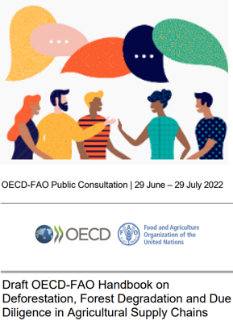 OECD-FAO Public Consultation | 29 June – 29 July 2022
OECD
Food and Agriculture
Organization of the
United Nations
Draft OECD-FAO Handbook on
Deforestation, Forest Degradation and Due
Diligence in Agricultural Supply Chains